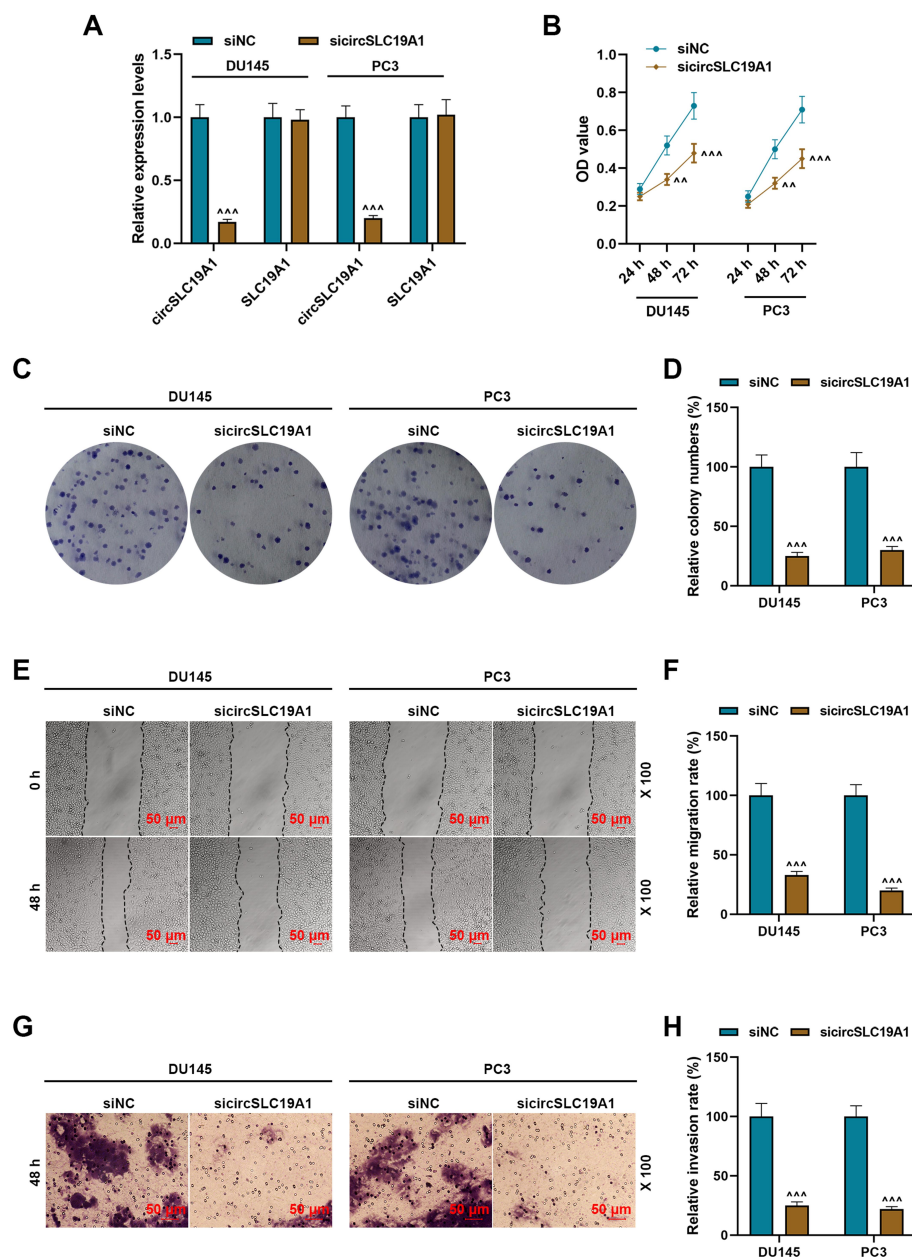 A
siNC sicircSLC19A1
DU145 PC3
Relative expression levels
1.5
1.0
0.5
0.0
^^^ ^^^
circSLC19A1 SLC19A1 circSLC19A1 SLC19A1
B
siNC
sicircSLC19A1
OD value
1.0
0.8
0.6
0.4
0.2
0.0
^^ ^^^ ^^ ^^^
24 h 48 h 72 h 24 h 48 h 72 h
DU145 PC3
C
DU145 PC3
siNC sicircSLC19A1 siNC sicircSLC19A1
D
siNC sicircSLC19A1
Relative colony numbers (%)
150
100
50
0
^^^ ^^^
DU145 PC3
E
DU145 PC3
siNC sicircSLC19A1 siNC sicircSLC19A1
0 h
50 µm 50 µm 50 µm 50 µm
X 100
48 h
50 µm 50 µm 50 µm 50 µm
X 100
F
siNC sicircSLC19A1
Relative migration rate (%)
150
100
50
0
^^^ ^^^
DU145 PC3
G
DU145 PC3
siNC sicircSLC19A1 siNC sicircSLC19A1
48 h
50 µm 50 µm 50 µm 50 µm
X 100
H
siNC sicircSLC19A1
Relative invasion rate (%)
150
100
50
0
^^^ ^^^
DU145 PC3